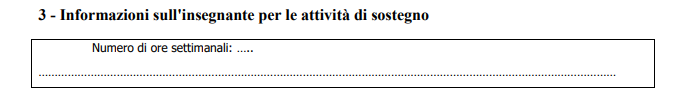 3 - Informazioni sull'insegnante per le attività di sostegno
Numero di ore settimanali: …..
……………………………………………………………………………………………………………………………………………………